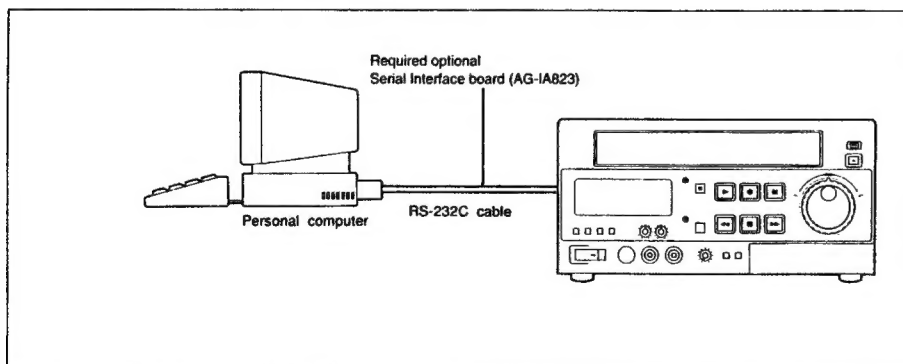 Required optional
Serial Interface board (AG-IA823)
Personal computer
RS-232C cable